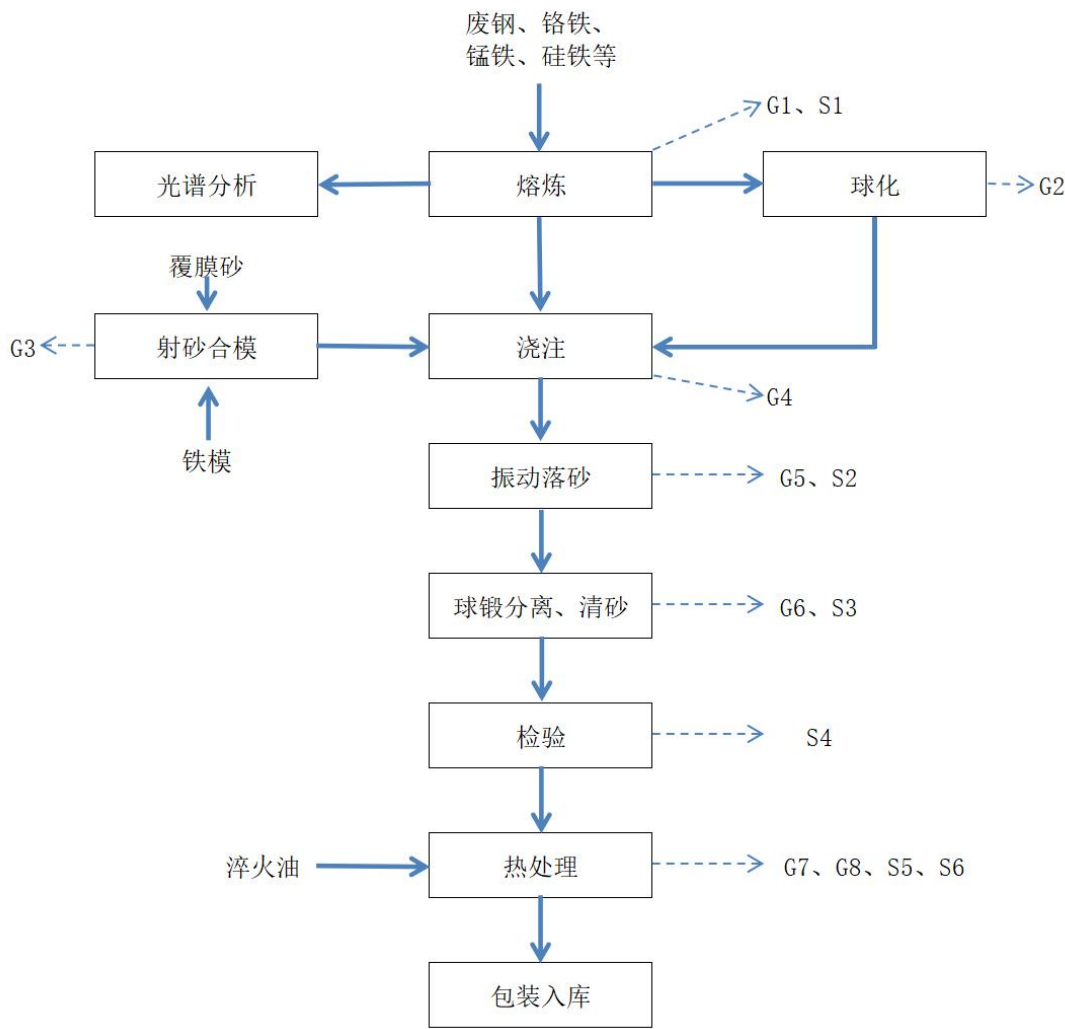 废钢、铬铁、
锰铁、硅铁等
G1、S1
光谱分析
熔炼
球化
G2
覆膜砂
G3
射砂合模
浇注
G4
铁模
振动落砂
G5、S2
球锻分离、清砂
G6、S3
检验
S4
淬火油
热处理
G7、G8、S5、S6
包装入库